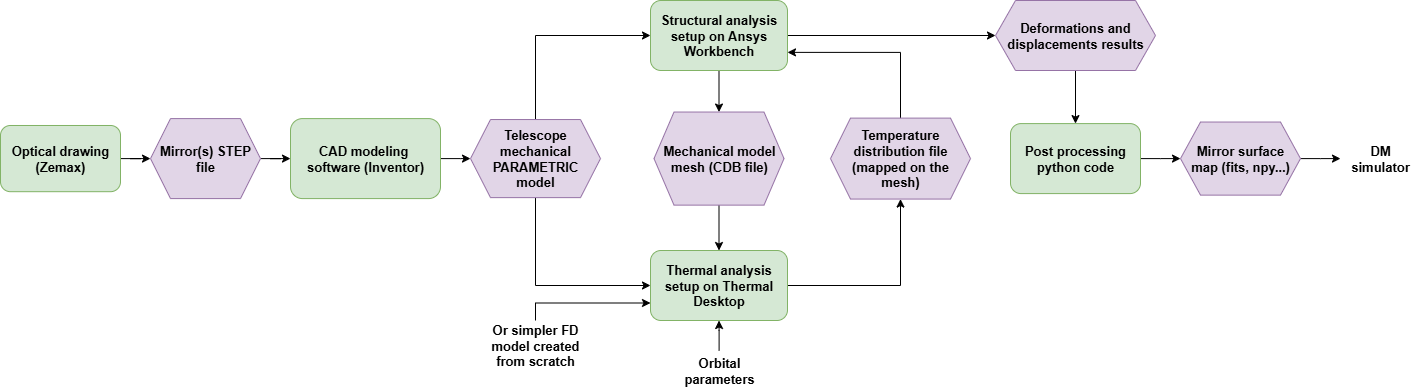 Optical drawing
(Zemax)
Mirror(s) STEP
file
CAD modeling
software (Inventor)
Telescope
mechanical
PARAMETRIC
model
Structural analysis
setup on Ansys
Workbench
Mechanical model
mesh (CDB file)
Thermal analysis
setup on Thermal
Desktop
Or simpler FD
model created
from scratch
Orbital
parameters
Temperature
distribution file
(mapped on the
mesh)
Deformations and
displacements results
Post processing
python code
Mirror surface
map (fits, npy...)
DM
simulator